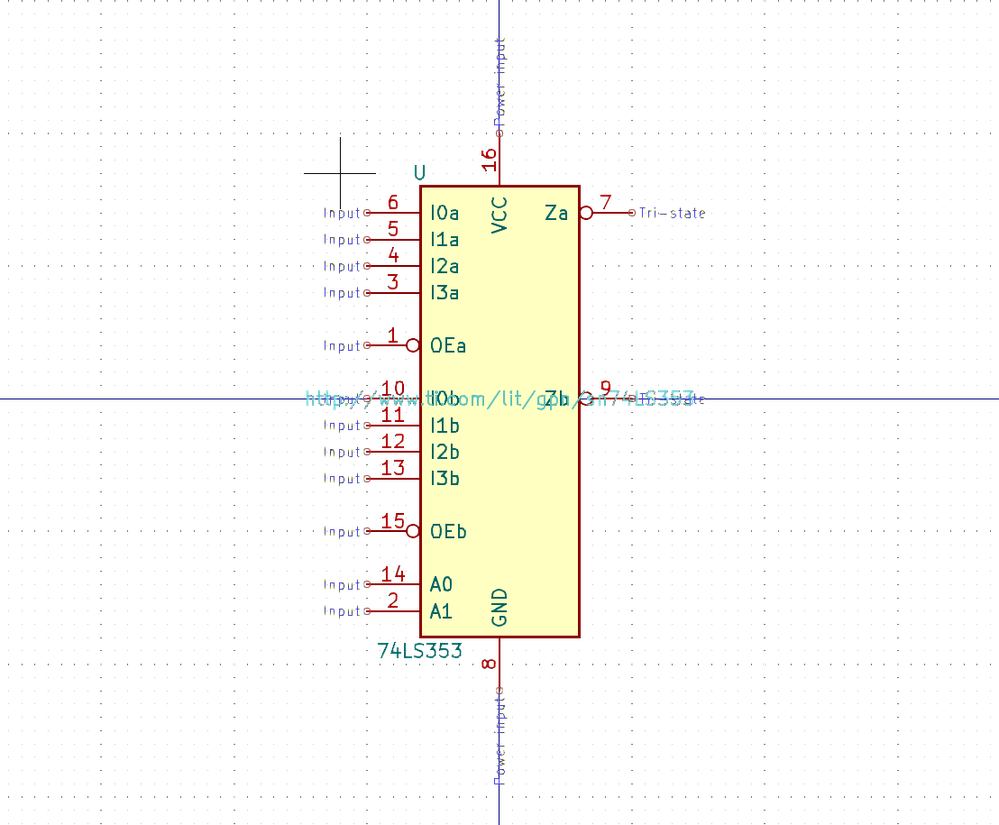 Power input
16
U
VCC
Input 6 I0a Za 7 Tri-state
Input 5 I1a
Input 4 I2a
Input 3 I3a
Input 1 OEa
Input 10 I0b Zb 9 Tri-state
http://www.ti.com/lit/gpn/sn74LS353
Input 11 I1b
Input 12 I2b
Input 13 I3b
Input 15 OEb
Input 14 A0
Input 2 A1
GND
74LS353
8
Power input